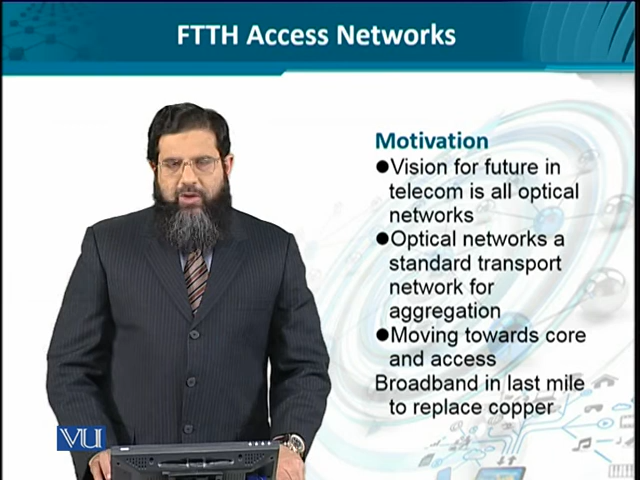 FTTH Access Networks
Motivation
●Vision for future in
telecom is all optical
networks
●Optical networks a
standard transport
network for
aggregation
●Moving towards core
and access
Broadband in last mile
to replace copper
VU